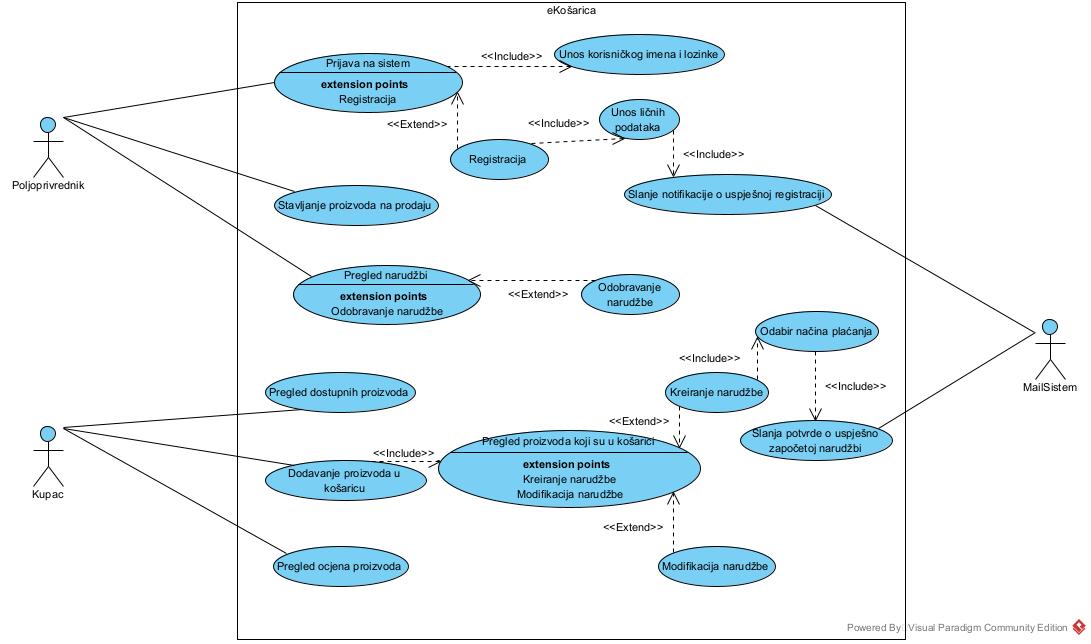 eKošarica
Prijava na sistem
extension points
Registracija
<<Include>>
Unos korisničkog imena i lozinke
<<Extend>>
Registracija
<<Include>>
Unos ličnih
podataka
<<Include>>
Slanje notifikacije o uspješnoj registraciji
Poljoprivrednik
Stavljanje proizvoda na prodaju
Pregled narudžbi
extension points
Odobravanje narudžbe
<<Extend>>
Odobravanje
narudžbe
Odabir načina plaćanja
<<Include>>
Kreiranje narudžbe
<<Include>>
MailSistem
Pregled dostupnih proizvoda
<<Extend>>
Slanja potvrde o uspješno
započetoj narudžbi
Kupac
Dodavanje proizvoda u
košaricu
<<Include>>
Pregled proizvoda koji su u košarici
extension points
Kreiranje narudžbe
Modifikacija narudžbe
<<Extend>>
Pregled ocjena proizvoda
Modifikacija narudžbe
Powered By: Visual Paradigm Community Edition